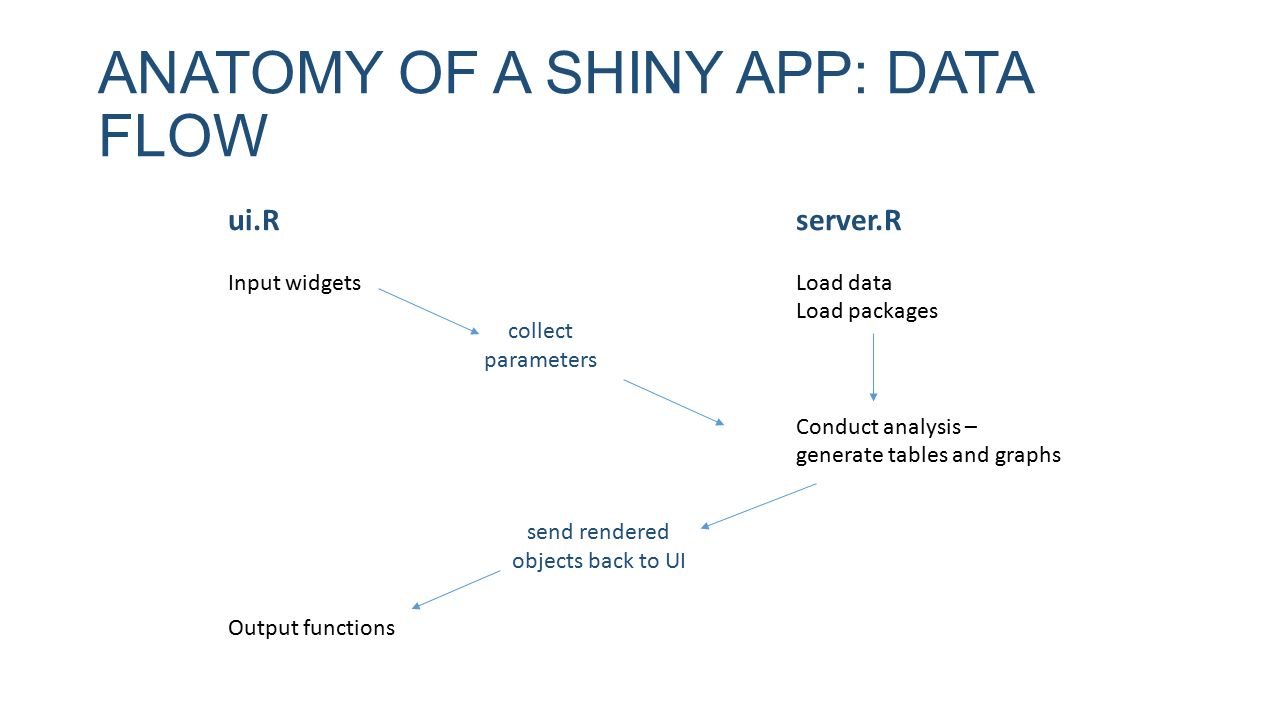 ANATOMY OF A SHINY APP: DATA
FLOW
ui.R
server.R
Input widgets
Load data
Load packages
collect
parameters
Conduct analysis –
generate tables and graphs
send rendered
objects back to UI
Output functions